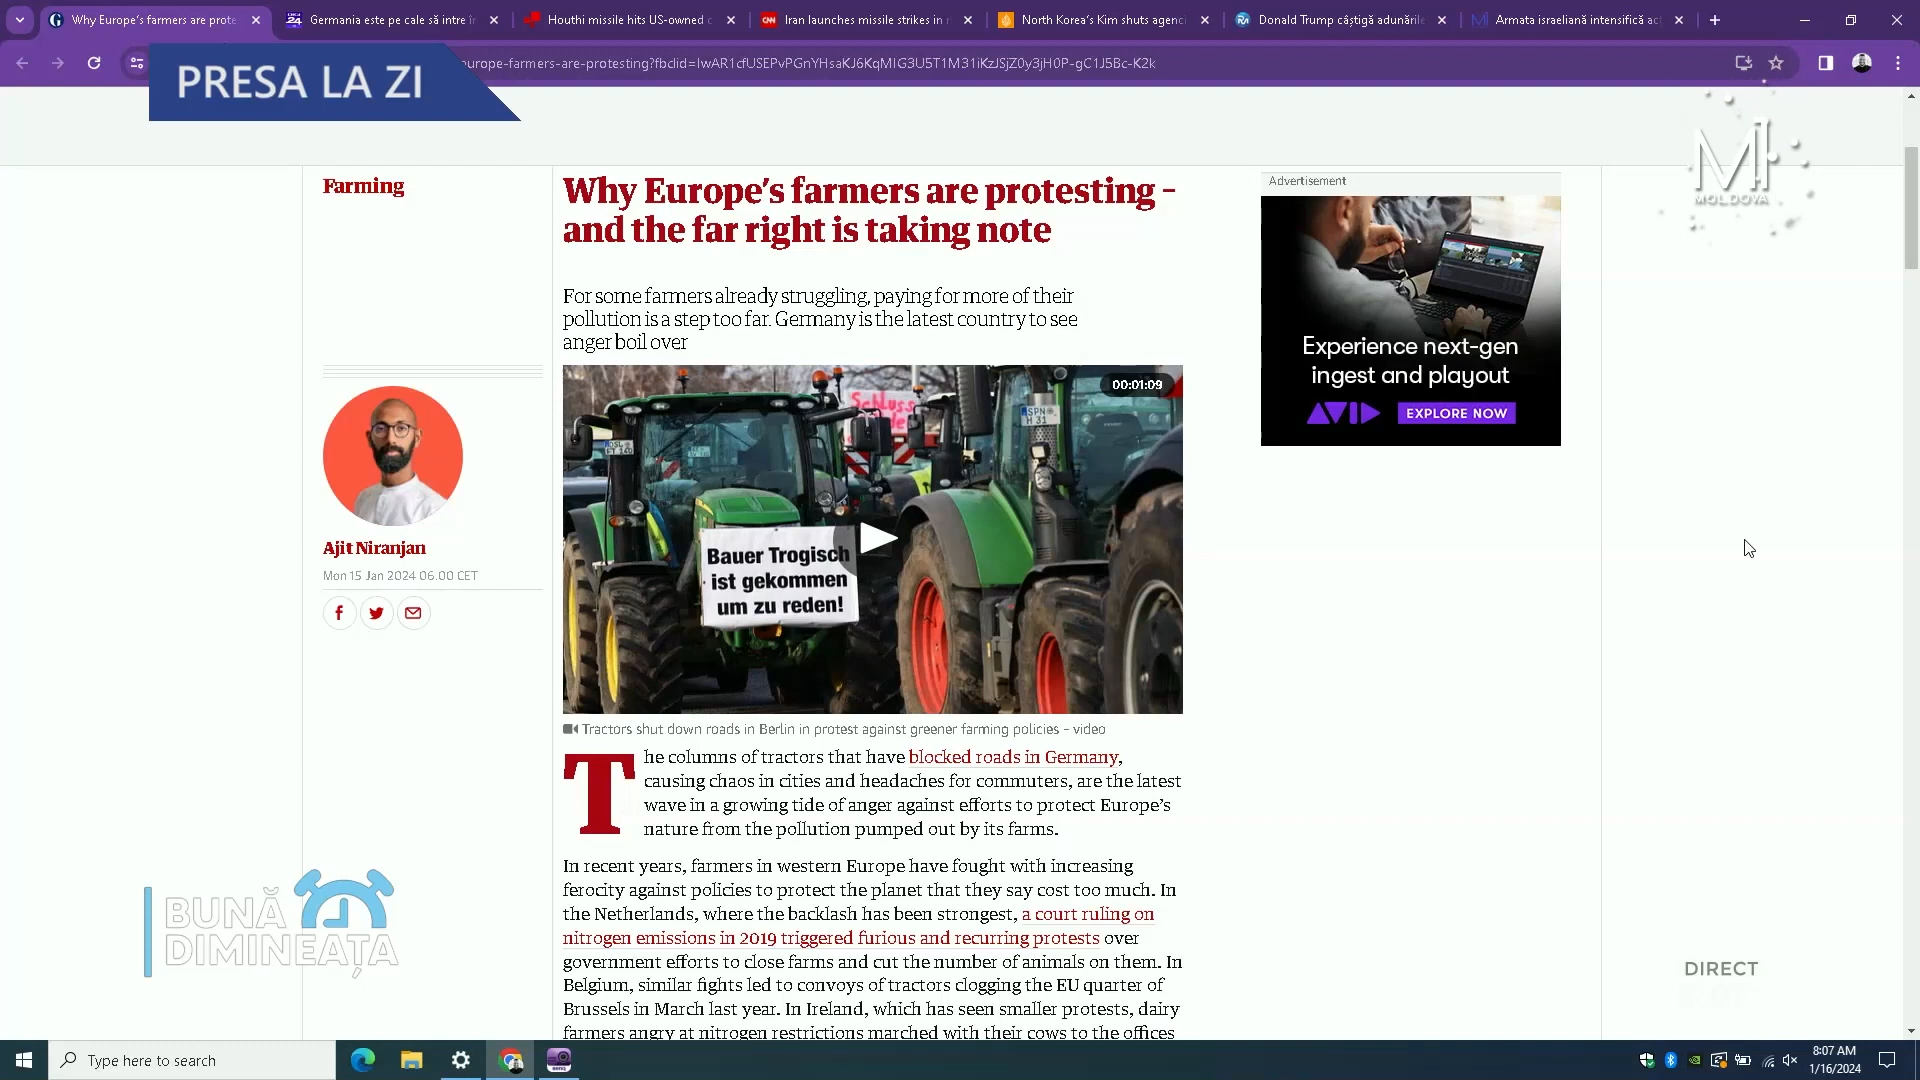 Why Europe's farmers are prote
Germania este pe cale să intre în
Houthi missile hits US-owned c
Iran launches missile strikes in n
North Korea's Kim shuts agenci
Donald Trump câștigă adunările
Armata israeliană intensifică ac
europe-farmers-are-protesting?fbclid=IwAR1cfUSEPvPGnYHsaKJ6KqMIG3U5T1M31iKzJSjZ0y3jH0P-gC1J5Bc-K2k
PRESA LA ZI
M1
MOLDOVA
Farming
Why Europe's farmers are protesting –
and the far right is taking note
For some farmers already struggling, paying for more of their
pollution is a step too far. Germany is the latest country to see
anger boil over
Advertisement
Experience next-gen
ingest and playout
AVID
EXPLORE NOW
Ajit Niranjan
Mon 15 Jan 2024 06.00 CET
00:01:09
Schluss
SPN
H 31
Bauer Trogisch
ist gekommen
um zu reden!
Tractors shut down roads in Berlin in protest against greener farming policies – video
The columns of tractors that have blocked roads in Germany,
causing chaos in cities and headaches for commuters, are the latest
wave in a growing tide of anger against efforts to protect Europe's
nature from the pollution pumped out by its farms.
In recent years, farmers in western Europe have fought with increasing
ferocity against policies to protect the planet that they say cost too much. In
the Netherlands, where the backlash has been strongest, a court ruling on
nitrogen emissions in 2019 triggered furious and recurring protests over
government efforts to close farms and cut the number of animals on them. In
Belgium, similar fights led to convoys of tractors clogging the EU quarter of
Brussels in March last year. In Ireland, which has seen smaller protests, dairy
farmers angry at nitrogen restrictions marched with their cows to the offices
BUNĂ
DIMINEAȚA
DIRECT
Type here to search
8:07 AM
1/16/2024